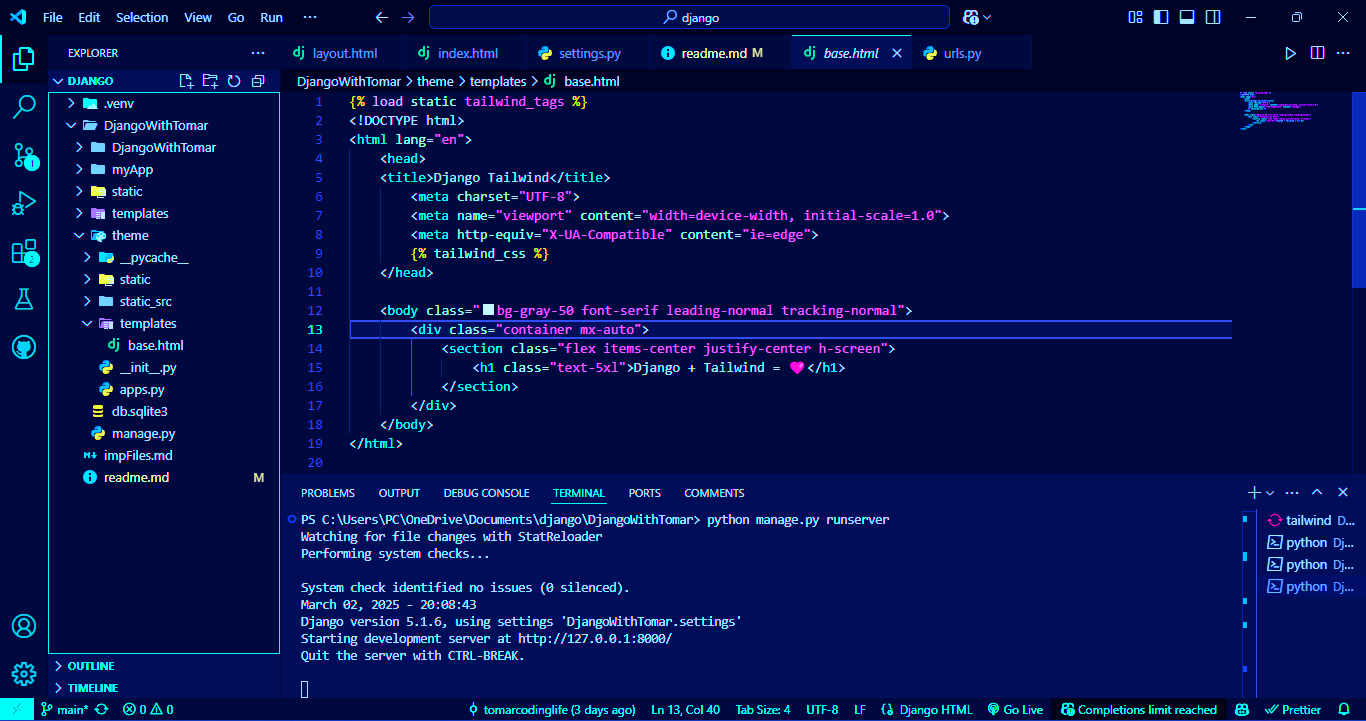 File Edit Selection View Go Run ···
django
EXPLORER ···
DJANGO
.venv
DjangoWithTomar
DjangoWithTomar
myApp
static
templates
theme
__pycache__
static
static_src
templates
base.html
__init__.py
apps.py
db.sqlite3
manage.py
impFiles.md
readme.md M
OUTLINE
TIMELINE
1
2
layout.html index.html settings.py readme.md M base.html urls.py
DjangoWithTomar > theme > templates > base.html
1 {% load static tailwind_tags %}
2 <!DOCTYPE html>
3 <html lang="en">
4 <head>
5 <title>Django Tailwind</title>
6 <meta charset="UTF-8">
7 <meta name="viewport" content="width=device-width, initial-scale=1.0">
8 <meta http-equiv="X-UA-Compatible" content="ie=edge">
9 {% tailwind_css %}
10 </head>
11
12 <body class="bg-gray-50 font-serif leading-normal tracking-normal">
13 <div class="container mx-auto">
14 <section class="flex items-center justify-center h-screen">
15 <h1 class="text-5xl">Django + Tailwind = ♥</h1>
16 </section>
17 </div>
18 </body>
19 </html>
20
PROBLEMS OUTPUT DEBUG CONSOLE TERMINAL PORTS COMMENTS
PS C:\Users\PC\OneDrive\Documents\django\DjangoWithTomar> python manage.py runserver
Watching for file changes with StatReloader
Performing system checks...
System check identified no issues (0 silenced).
March 02, 2025 - 20:08:43
Django version 5.1.6, using settings 'DjangoWithTomar.settings'
Starting development server at http://127.0.0.1:8000/
Quit the server with CTRL-BREAK.
tailwind D...
python Dj...
python Dj...
python Dj...
main* 0 0 tomarcodinglife (3 days ago) Ln 13, Col 40 Tab Size: 4 UTF-8 LF Django HTML Go Live Completions limit reached Prettier